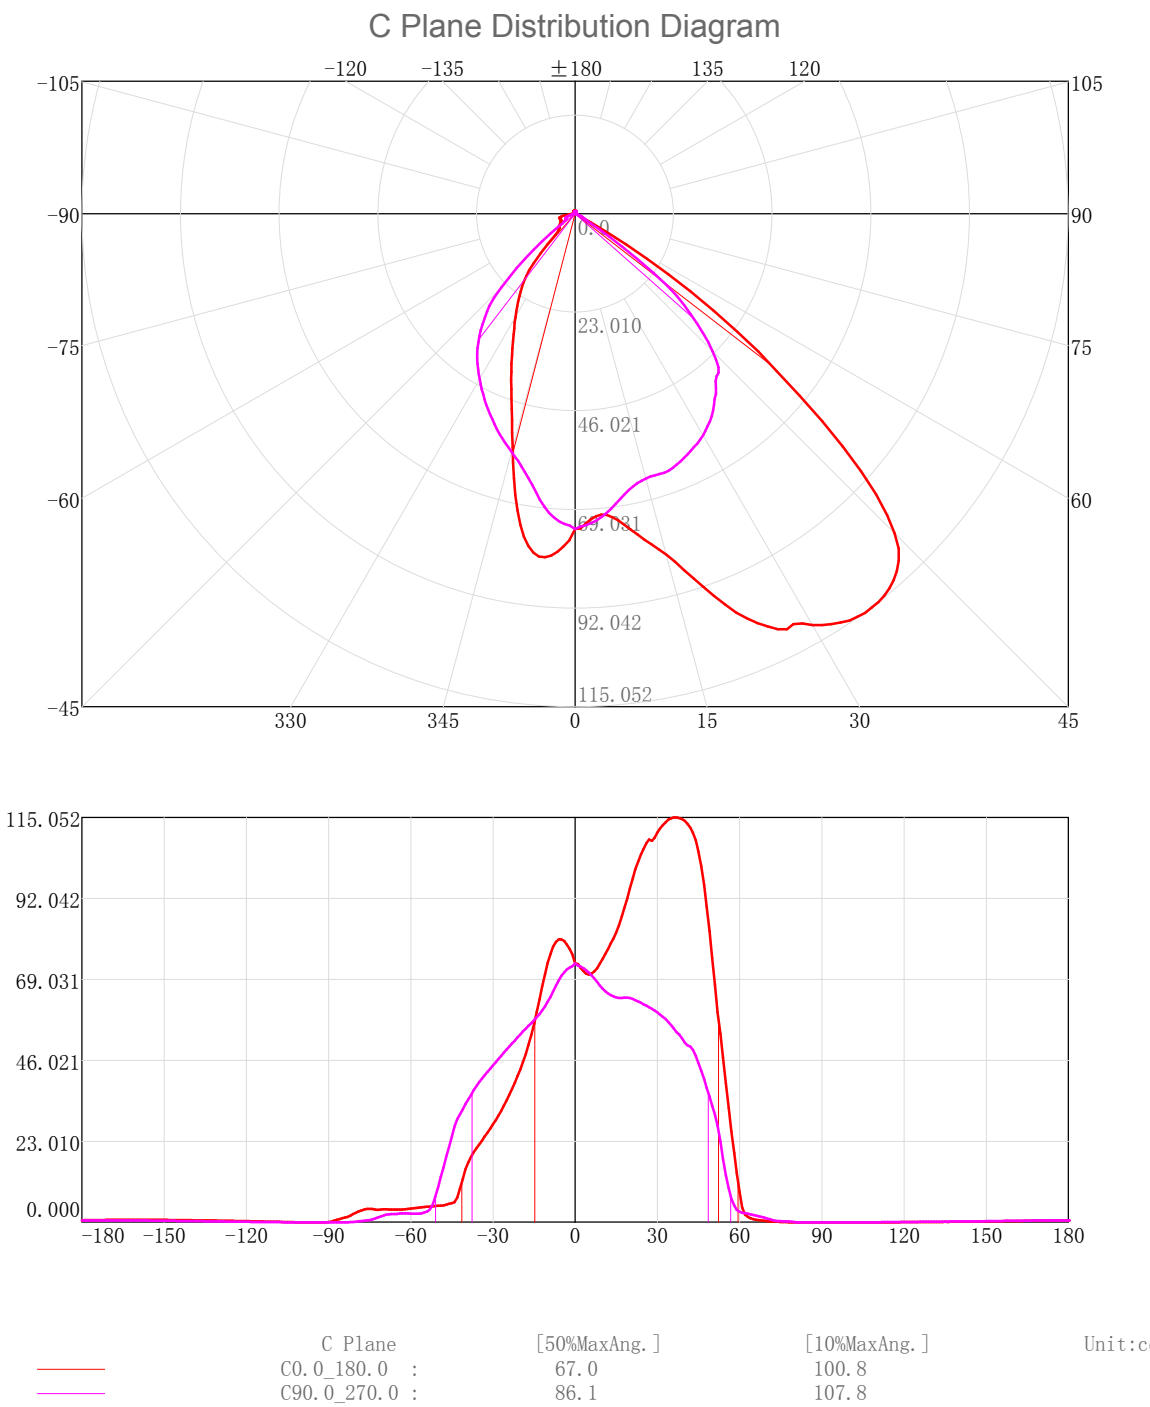 C Plane Distribution Diagram
-120 -135 ±180 135 120
-105 105
-90 90
0.0
23.010
-75 75
46.021
-60 60
69.031
92.042
115.052
-45
330 345 0 15 30 45
115.052
92.042
69.031
46.021
23.010
0.000
-180 -150 -120 -90 -60 -30 0 30 60 90 120 150 180
C Plane [50%MaxAng.] [10%MaxAng.] Unit:c
C0.0_180.0 : 67.0 100.8
C90.0_270.0 : 86.1 107.8